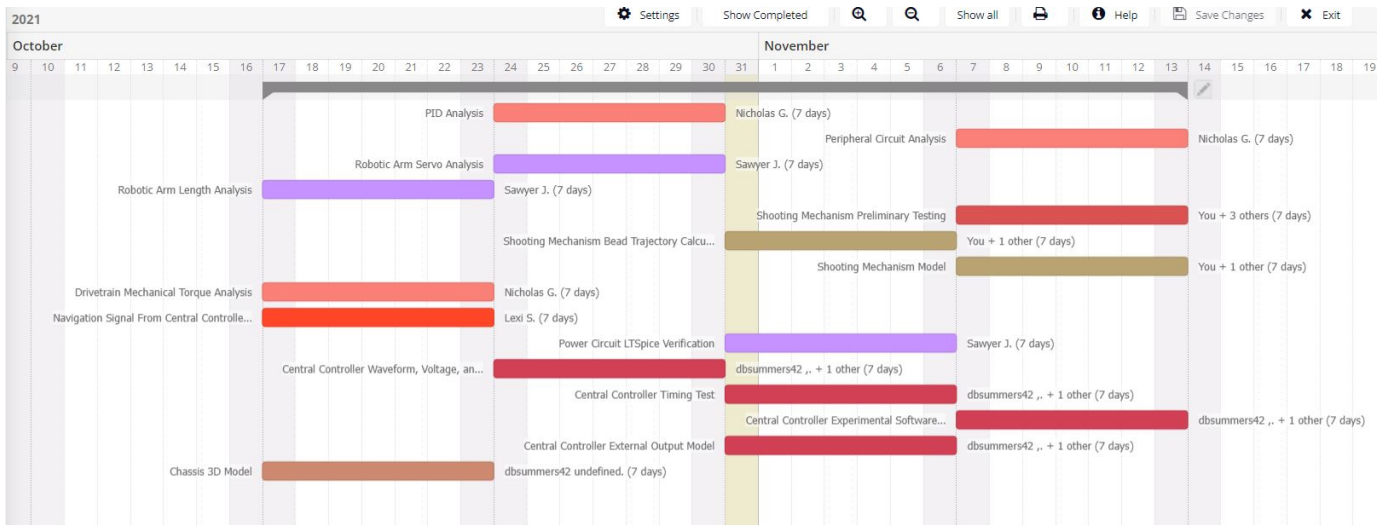 2021 Settings Show Completed Show all Help Save Changes Exit
October November
9 10 11 12 13 14 15 16 17 18 19 20 21 22 23 24 25 26 27 28 29 30 31 1 2 3 4 5 6 7 8 9 10 11 12 13 14 15 16 17 18 19
PID Analysis Nicholas G. (7 days)
Peripheral Circuit Analysis Nicholas G. (7 days)
Robotic Arm Servo Analysis Sawyer J. (7 days)
Robotic Arm Length Analysis Sawyer J. (7 days)
Shooting Mechanism Preliminary Testing You + 3 others (7 days)
Shooting Mechanism Bead Trajectory Calcu... You + 1 other (7 days)
Shooting Mechanism Model You + 1 other (7 days)
Drivetrain Mechanical Torque Analysis Nicholas G. (7 days)
Navigation Signal From Central Controlle... Lexi S. (7 days)
Power Circuit LTSpice Verification Sawyer J. (7 days)
Central Controller Waveform, Voltage, an... dbsummers42 ,. + 1 other (7 days)
Central Controller Timing Test dbsummers42 ,. + 1 other (7 days)
Central Controller Experimental Software... dbsummers42 ,. + 1 other (7 days)
Central Controller External Output Model dbsummers42 ,. + 1 other (7 days)
Chassis 3D Model dbsummers42 undefined. (7 days)